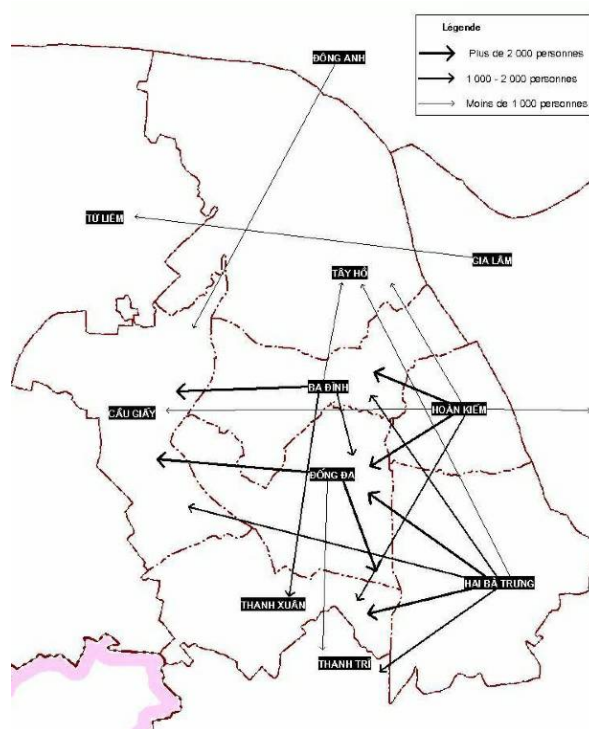 Légende
Plus de 2 000 personnes
1 000 - 2 000 personnes
Moins de 1 000 personnes
ĐÔNG ANH
TỪ LIÊM
GIA LÂM
TÂY HỒ
BA ĐÌNH
CẦU GIẤY
HOÀN KIẾM
ĐỐNG ĐA
HAI BÀ TRƯNG
THANH XUÂN
THANH TRÌ